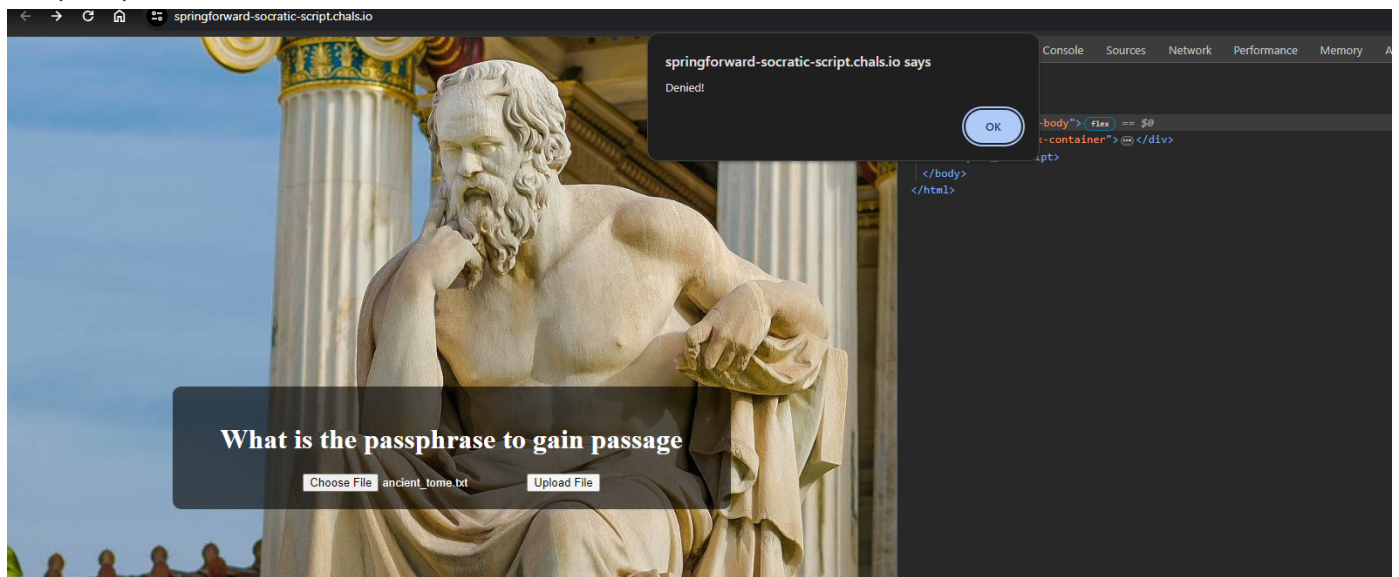 springforward-socratic-script.chals.io
springforward-socratic-script.chals.io says
Denied!
OK
Console Sources Network Performance Memory
-body"> flex == $0
-container"> … </div>
ipt>
</body>
</html>
What is the passphrase to gain passage
Choose File ancient_tome.txt Upload File